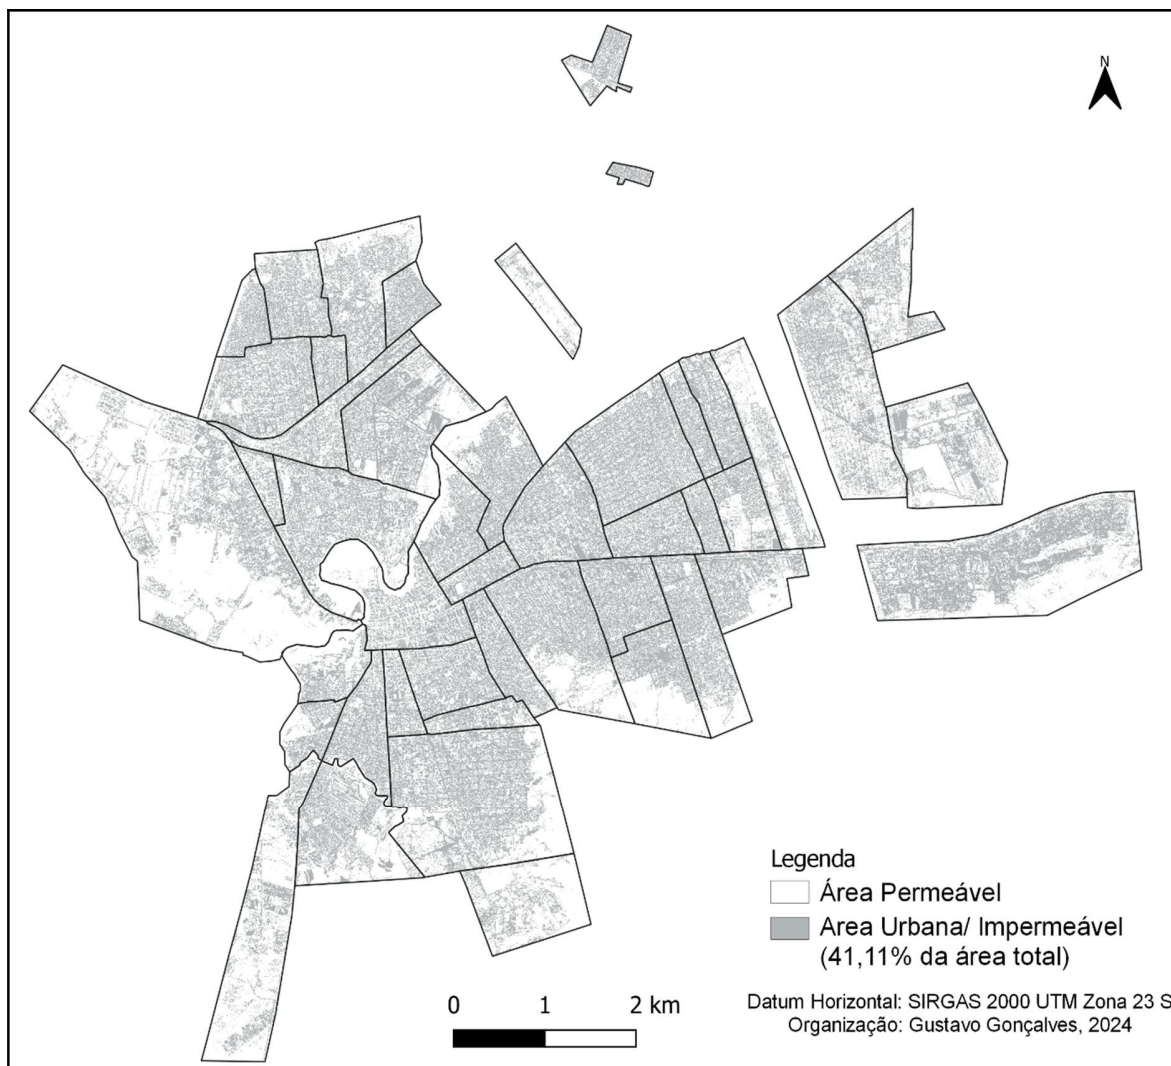 N
Legenda
Área Permeável
Area Urbana/ Impermeável
(41,11% da área total)
0 1 2 km
Datum Horizontal: SIRGAS 2000 UTM Zona 23 S
Organização: Gustavo Gonçalves, 2024